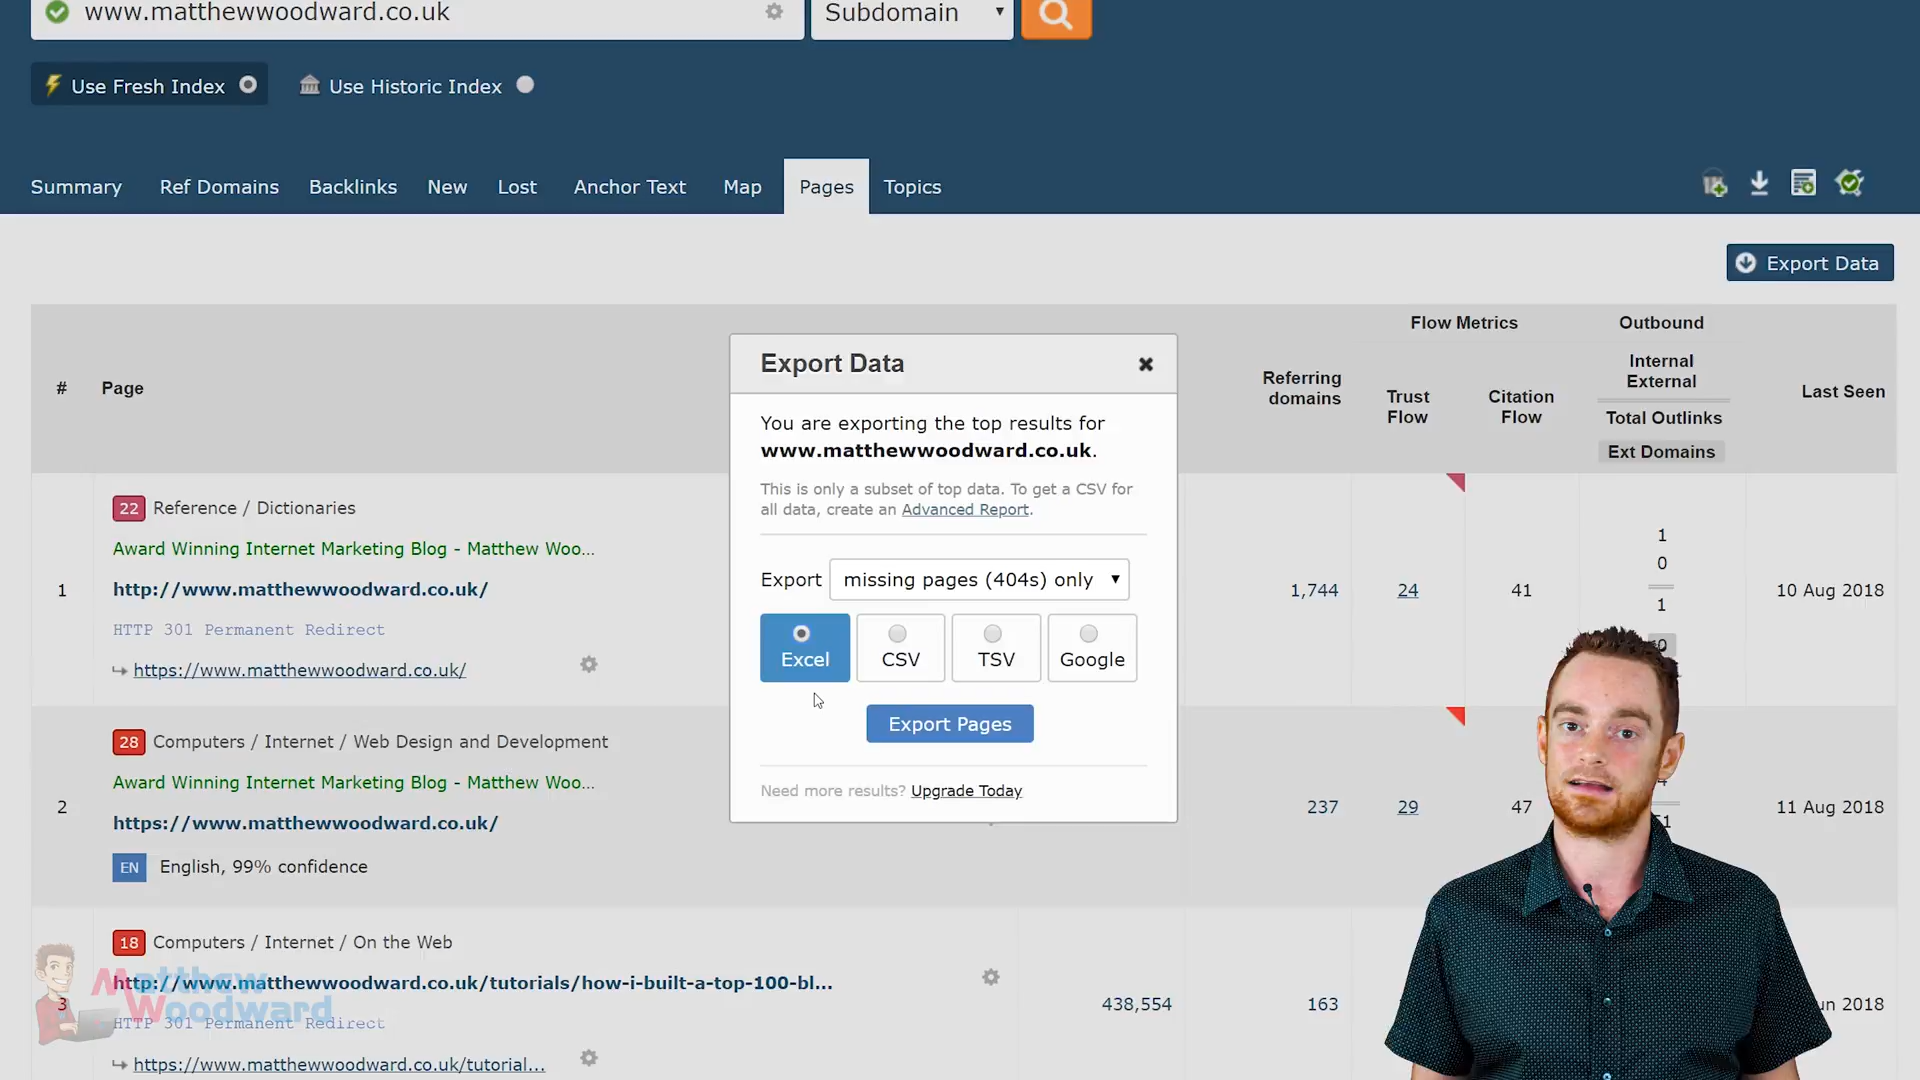 www.matthewwoodward.co.uk
Subdomain
Use Fresh Index
Use Historic Index
Summary
Ref Domains
Backlinks
New
Lost
Anchor Text
Map
Pages
Topics
Export Data
#
Page
Referring domains
Flow Metrics
Trust Flow
Citation Flow
Outbound
Internal
External
Total Outlinks
Ext Domains
Last Seen
1
22 Reference / Dictionaries
Award Winning Internet Marketing Blog - Matthew Woo...
http://www.matthewwoodward.co.uk/
HTTP 301 Permanent Redirect
https://www.matthewwoodward.co.uk/
1,744
24
41
1
0
1
0
10 Aug 2018
2
28 Computers / Internet / Web Design and Development
Award Winning Internet Marketing Blog - Matthew Woo...
https://www.matthewwoodward.co.uk/
EN English, 99% confidence
237
29
47
11 Aug 2018
3
18 Computers / Internet / On the Web
http://www.matthewwoodward.co.uk/tutorials/how-i-built-a-top-100-bl...
HTTP 301 Permanent Redirect
https://www.matthewwoodward.co.uk/tutorial...
438,554
163
2018
Export Data
You are exporting the top results for
www.matthewwoodward.co.uk.
This is only a subset of top data. To get a CSV for
all data, create an Advanced Report.
Export missing pages (404s) only
Excel
CSV
TSV
Google
Export Pages
Need more results? Upgrade Today
Matthew
Woodward